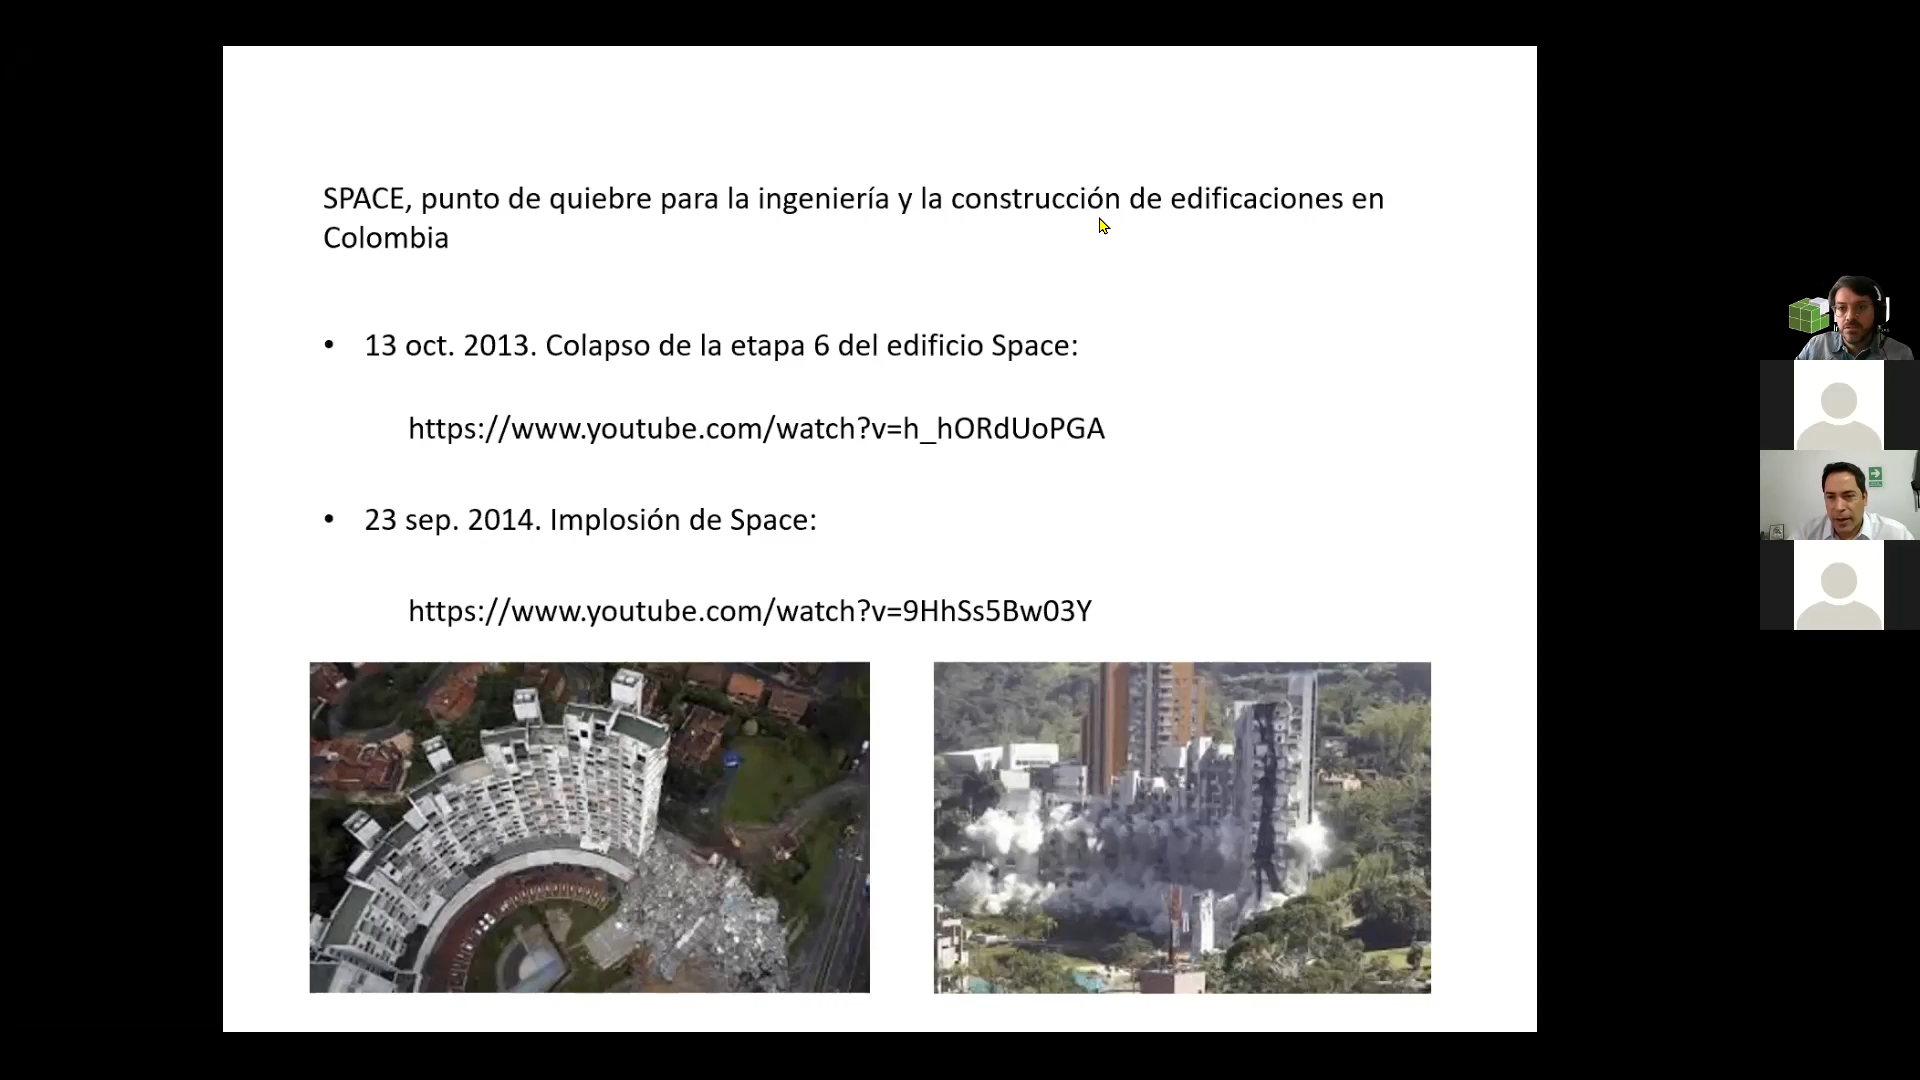 SPACE, punto de quiebre para la ingeniería y la construcción de edificaciones en
Colombia
• 13 oct. 2013. Colapso de la etapa 6 del edificio Space:
https://www.youtube.com/watch?v=h_hORdUoPGA
• 23 sep. 2014. Implosión de Space:
https://www.youtube.com/watch?v=9HhSs5Bw03Y